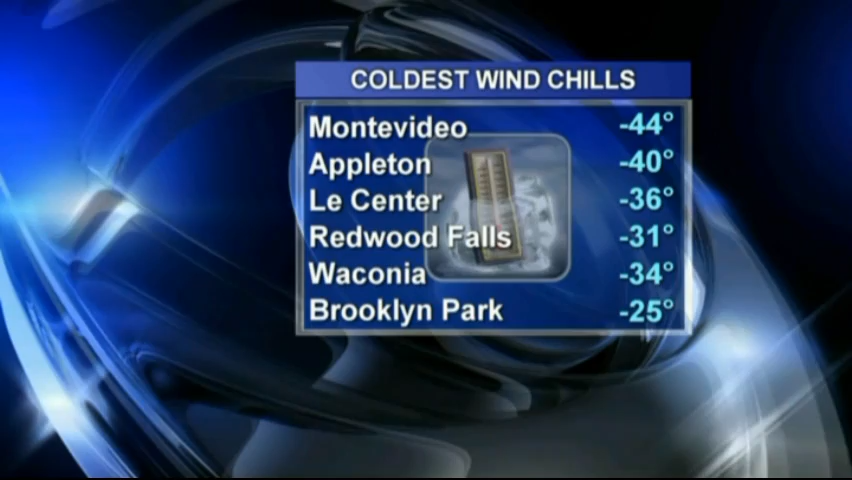 COLDEST WIND CHILLS
Montevideo -44°
Appleton -40°
Le Center -36°
Redwood Falls -31°
Waconia -34°
Brooklyn Park -25°